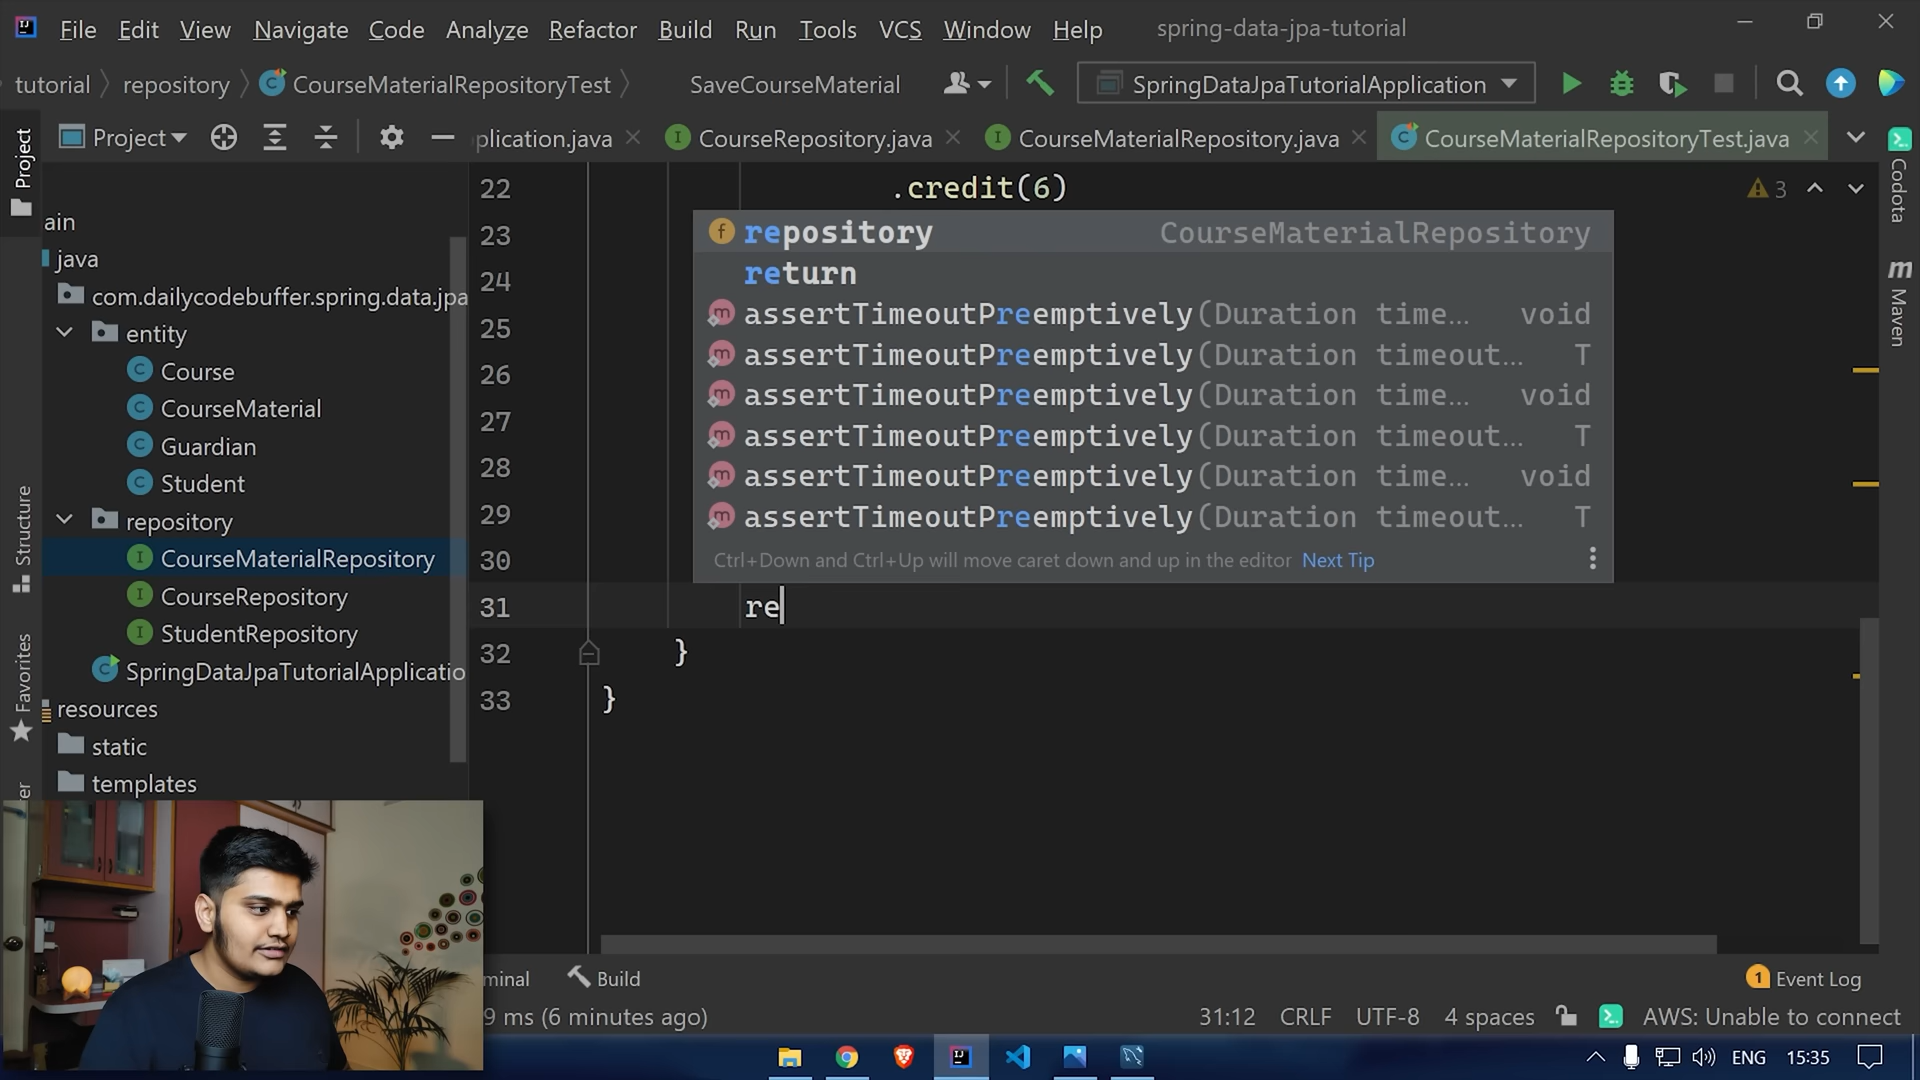 File Edit View Navigate Code Analyze Refactor Build Run Tools VCS Window Help spring-data-jpa-tutorial
tutorial repository CourseMaterialRepositoryTest SaveCourseMaterial SpringDataJpaTutorialApplication
Project plication.java CourseRepository.java CourseMaterialRepository.java CourseMaterialRepositoryTest.java
Project
Structure
Favorites
er
ain
java
com.dailycodebuffer.spring.data.jpa
entity
Course
CourseMaterial
Guardian
Student
repository
CourseMaterialRepository
CourseRepository
StudentRepository
SpringDataJpaTutorialApplicatio
resources
static
templates
22 .credit(6) 3
23
24
25
26
27
28
29
30
31 re
32 }
33 }
repository CourseMaterialRepository
return
assertTimeoutPreemptively(Duration time… void
assertTimeoutPreemptively(Duration timeout… T
assertTimeoutPreemptively(Duration time… void
assertTimeoutPreemptively(Duration timeout… T
assertTimeoutPreemptively(Duration time… void
assertTimeoutPreemptively(Duration timeout… T
Ctrl+Down and Ctrl+Up will move caret down and up in the editor Next Tip
Codota
m Maven
minal Build 1 Event Log
9 ms (6 minutes ago) 31:12 CRLF UTF-8 4 spaces AWS: Unable to connect
ENG 15:35